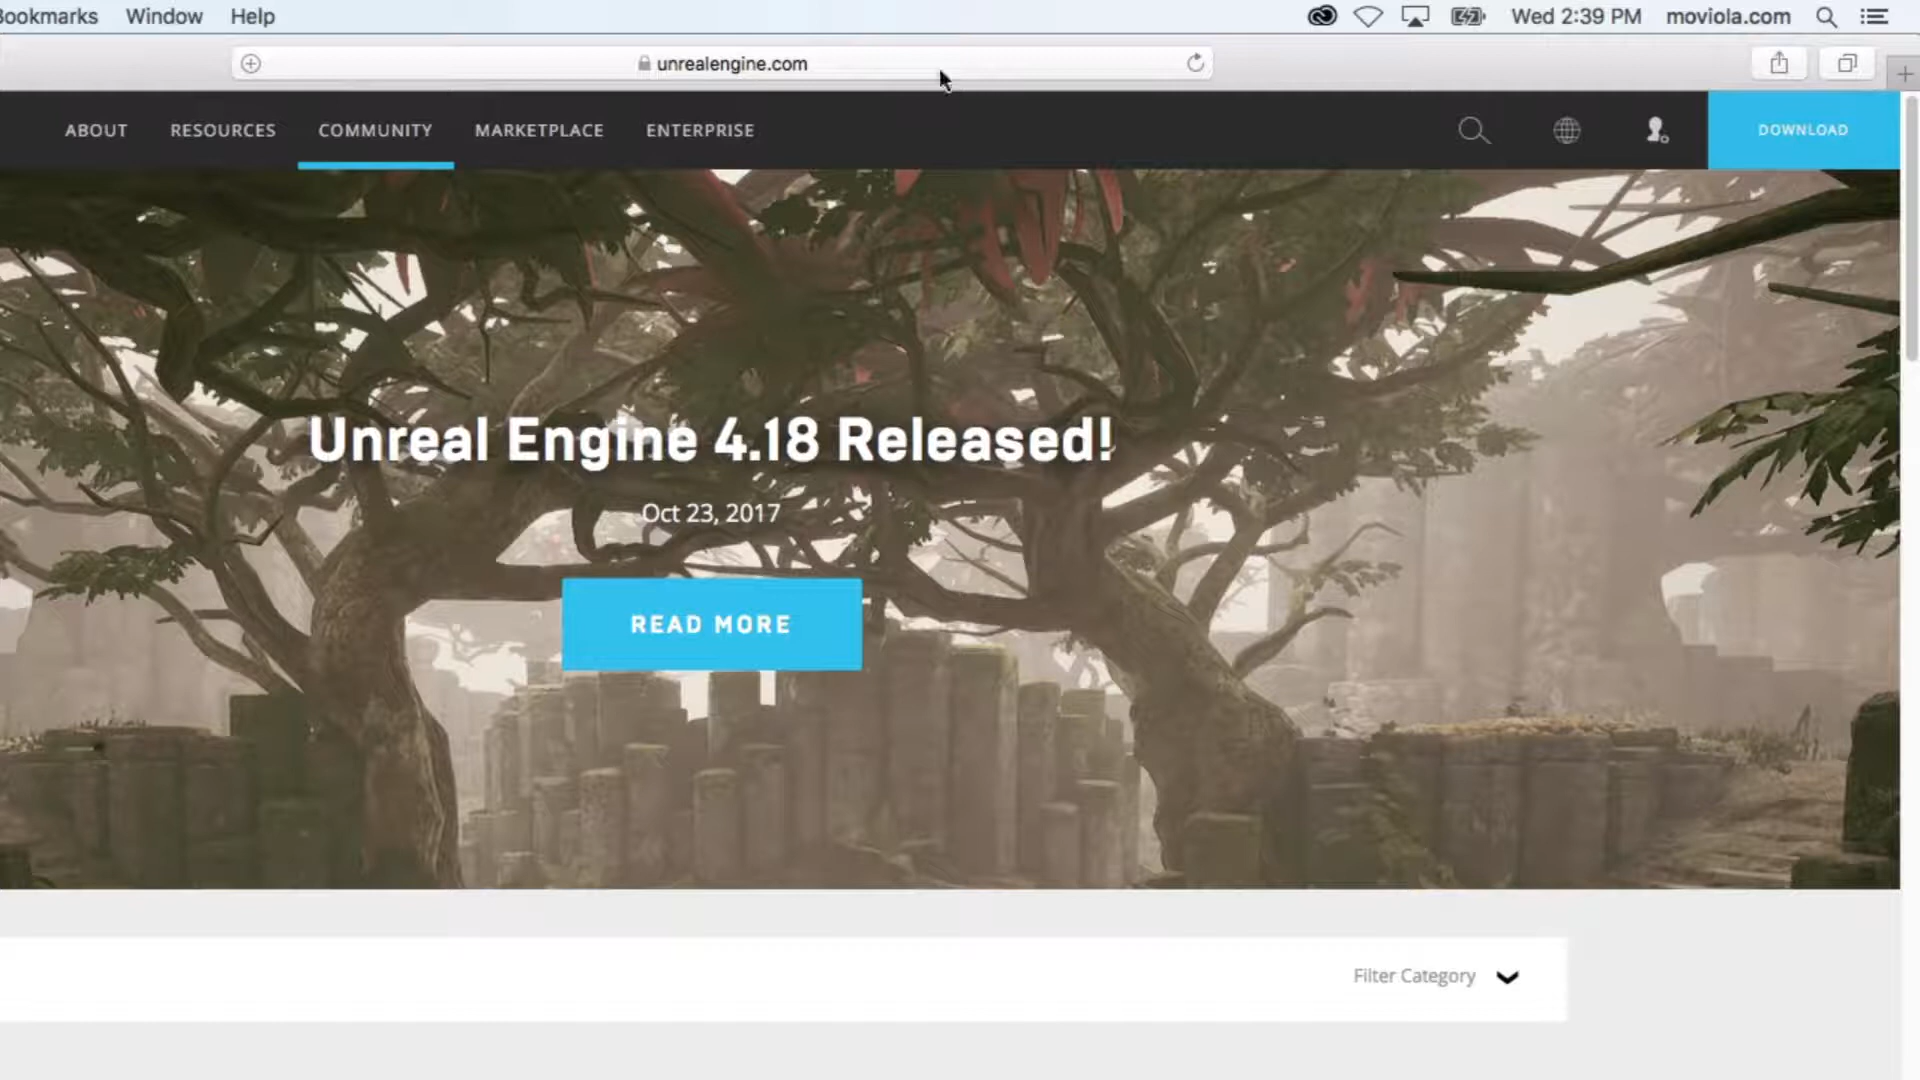 Bookmarks Window Help Wed 2:39 PM moviola.com
unrealengine.com
ABOUT RESOURCES COMMUNITY MARKETPLACE ENTERPRISE DOWNLOAD
Unreal Engine 4.18 Released!
Oct 23, 2017
READ MORE
Filter Category